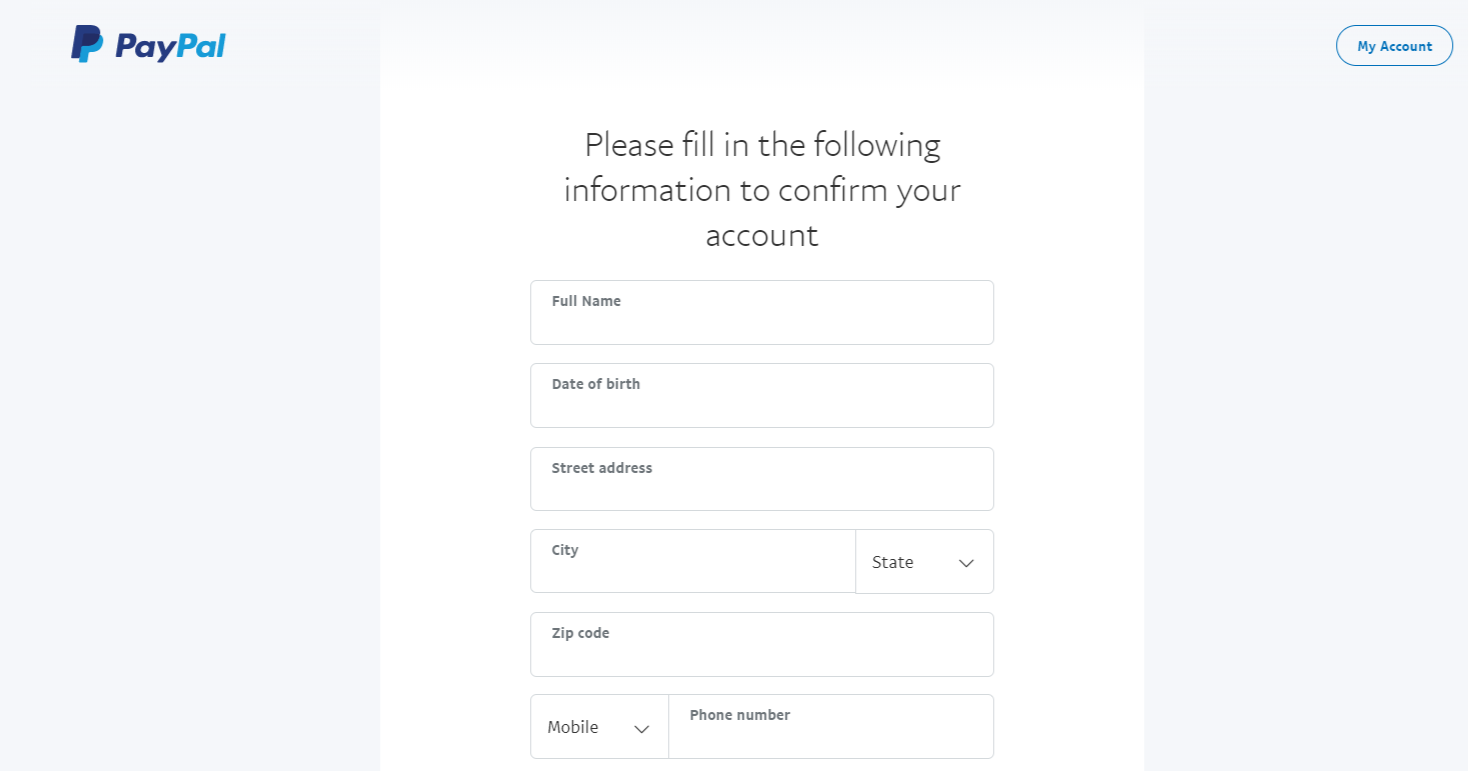 PayPal
My Account
Please fill in the following
information to confirm your
account
Full Name
Date of birth
Street address
City
State
Zip code
Mobile
Phone number